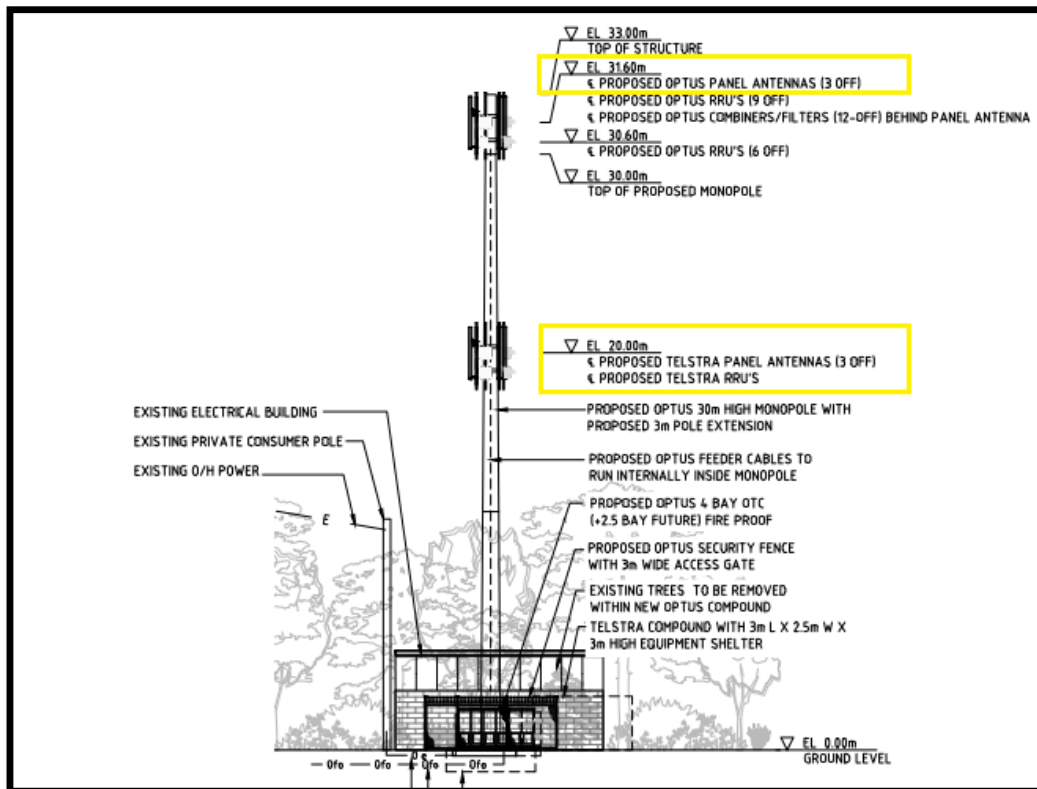 EL 33.00m
TOP OF STRUCTURE
EL 31.60m
℄ PROPOSED OPTUS PANEL ANTENNAS (3 OFF)
℄ PROPOSED OPTUS RRU'S (9 OFF)
℄ PROPOSED OPTUS COMBINERS/FILTERS (12-OFF) BEHIND PANEL ANTENNA
EL 30.60m
℄ PROPOSED OPTUS RRU'S (6 OFF)
EL 30.00m
TOP OF PROPOSED MONOPOLE
EL 20.00m
℄ PROPOSED TELSTRA PANEL ANTENNAS (3 OFF)
℄ PROPOSED TELSTRA RRU'S
EXISTING ELECTRICAL BUILDING
EXISTING PRIVATE CONSUMER POLE
EXISTING O/H POWER
E
PROPOSED OPTUS 30m HIGH MONOPOLE WITH
PROPOSED 3m POLE EXTENSION
PROPOSED OPTUS FEEDER CABLES TO
RUN INTERNALLY INSIDE MONOPOLE
PROPOSED OPTUS 4 BAY OTC
(+2.5 BAY FUTURE) FIRE PROOF
PROPOSED OPTUS SECURITY FENCE
WITH 3m WIDE ACCESS GATE
EXISTING TREES TO BE REMOVED
WITHIN NEW OPTUS COMPOUND
TELSTRA COMPOUND WITH 3m L X 2.5m W X
3m HIGH EQUIPMENT SHELTER
EL 0.00m
GROUND LEVEL
Ofo Ofo Ofo Ofo